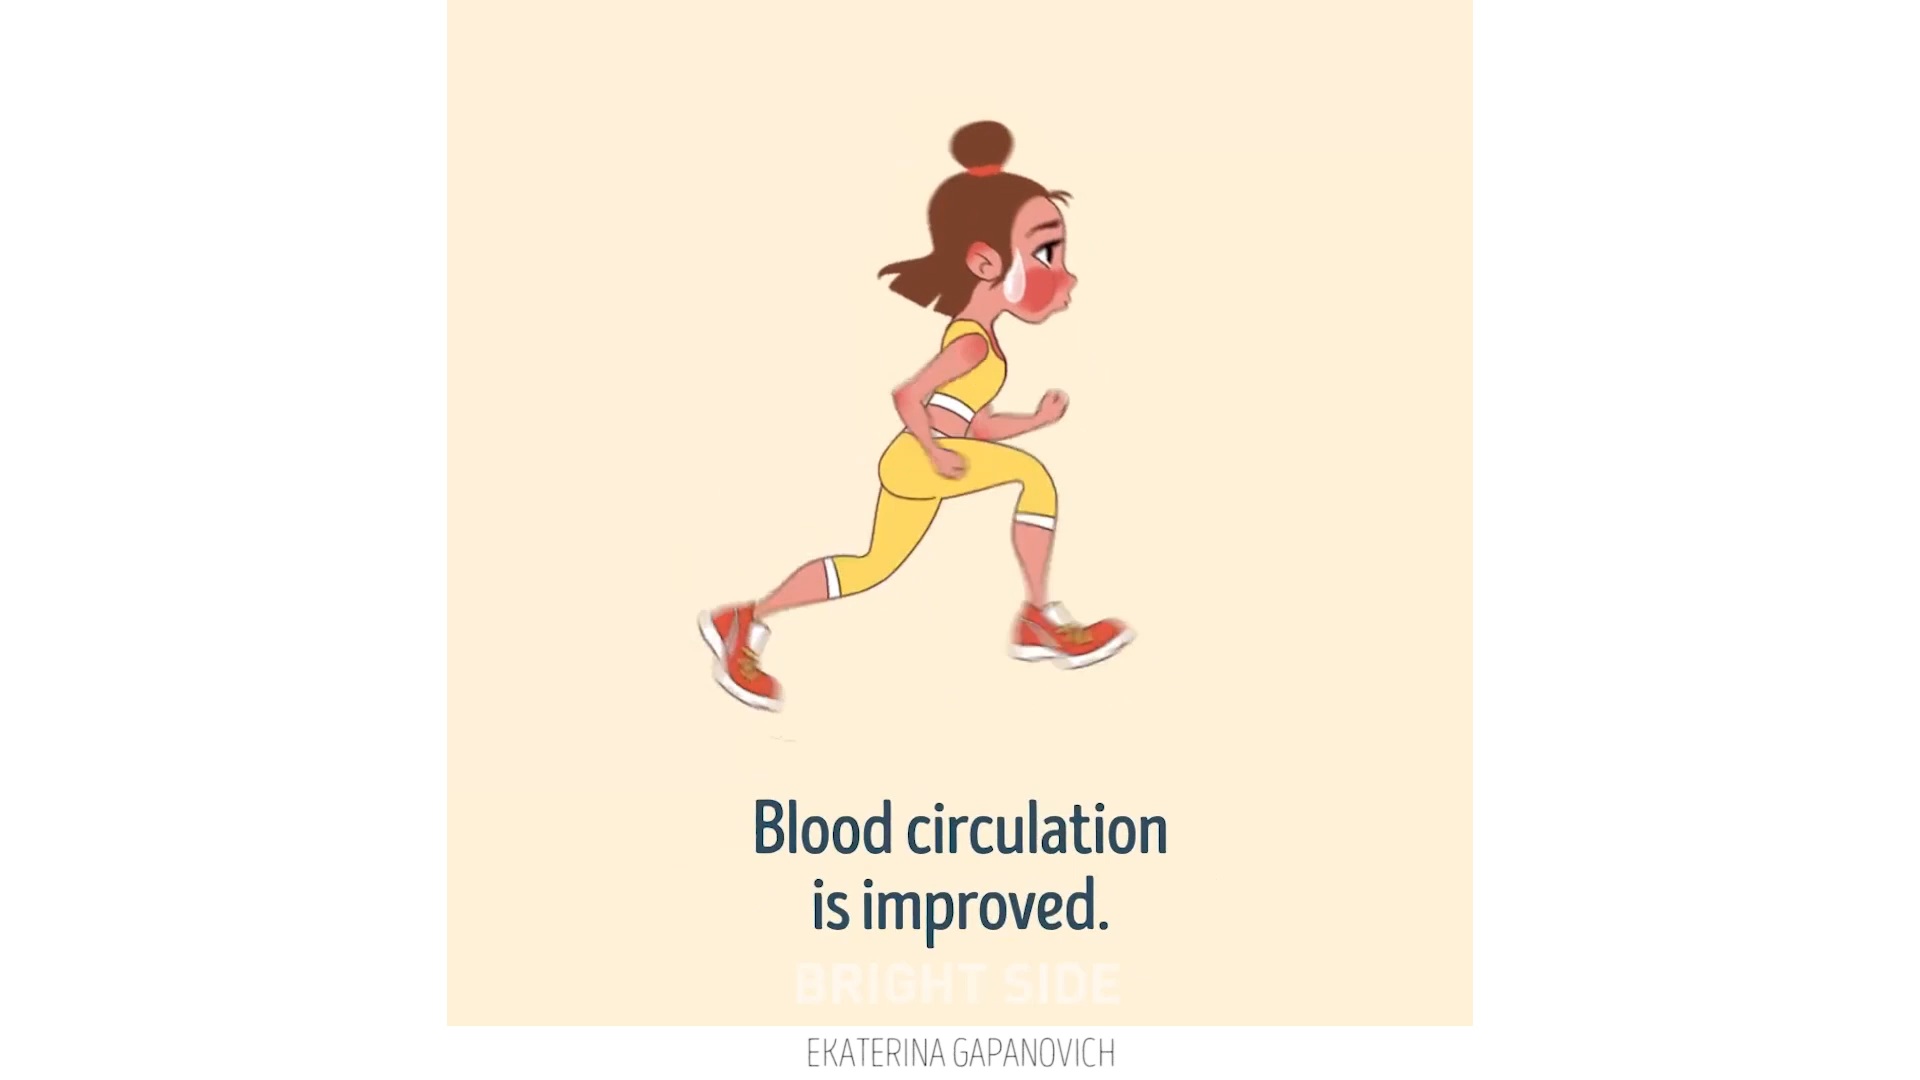 Blood circulation
is improved.
BRIGHT SIDE
EKATERINA GAPANOVICH